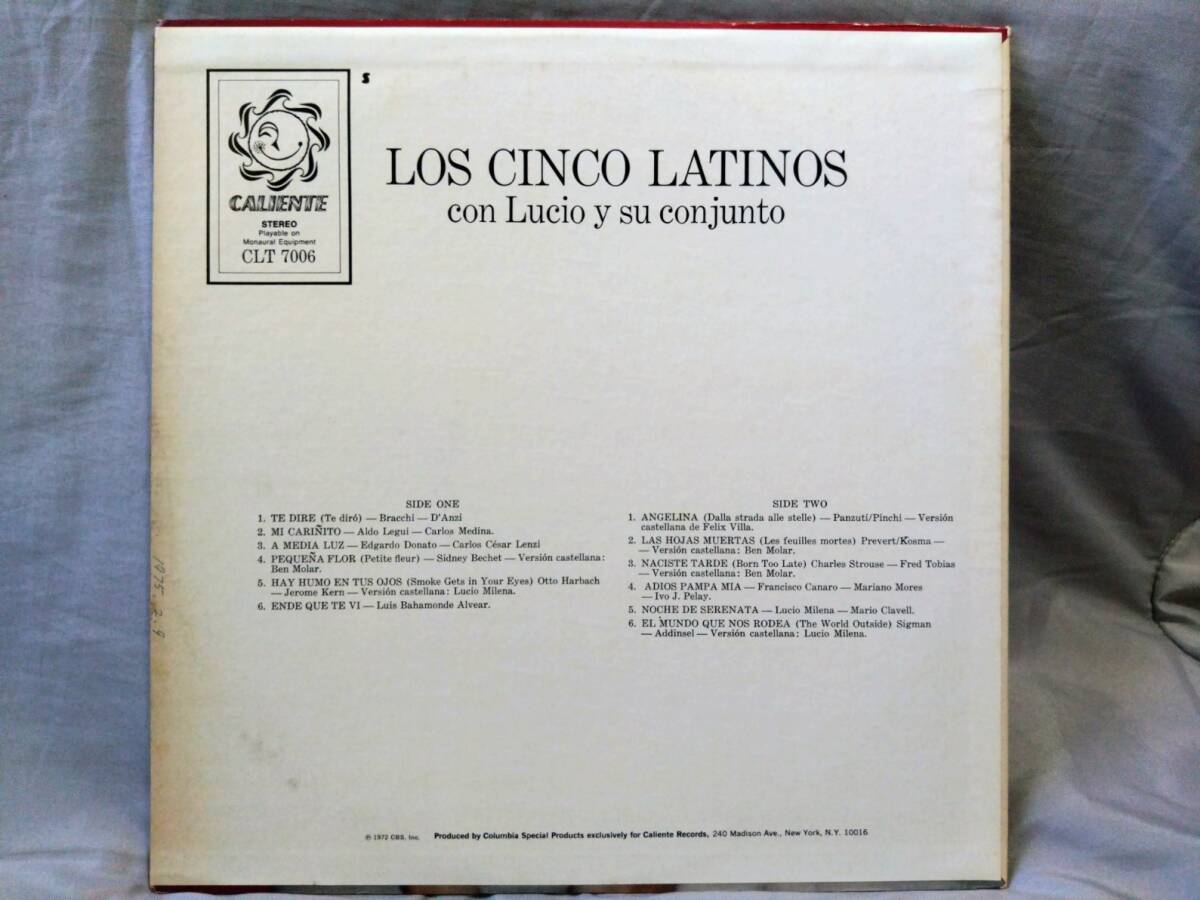 s
CALIENTE
STEREO
Playable on
Monaural Equipment
CLT 7006
LOS CINCO LATINOS
con Lucio y su conjunto
SIDE ONE
1. TE DIRE (Te diró) — Bracchi — D'Anzi
2. MI CARIÑITO — Aldo Legui — Carlos Medina.
3. A MEDIA LUZ — Edgardo Donato — Carlos César Lenzi
4. PEQUEÑA FLOR (Petite fleur) — Sidney Bechet — Versión castellana:
Ben Molar.
5. HAY HUMO EN TUS OJOS (Smoke Gets in Your Eyes) Otto Harbach
— Jerome Kern — Versión castellana: Lucio Milena.
6. ENDE QUE TE VI — Luis Bahamonde Alvear.
SIDE TWO
1. ANGELINA (Dalla strada alle stelle) — Panzuti/Pinchi — Versión
castellana de Felix Villa.
2. LAS HOJAS MUERTAS (Les feuilles mortes) Prevert/Kosma —
— Versión castellana: Ben Molar.
3. NACISTE TARDE (Born Too Late) Charles Strouse — Fred Tobias
— Versión castellana: Ben Molar.
4. ADIOS PAMPA MIA — Francisco Canaro — Mariano Mores
— Ivo J. Pelay.
5. NOCHE DE SERENATA — Lucio Milena — Mario Clavell.
6. EL MUNDO QUE NOS RODEA (The World Outside) Sigman
— Addinsel — Versión castellana: Lucio Milena.
℗ 1972 CBS, Inc. Produced by Columbia Special Products exclusively for Caliente Records, 240 Madison Ave., New York, N.Y. 10016